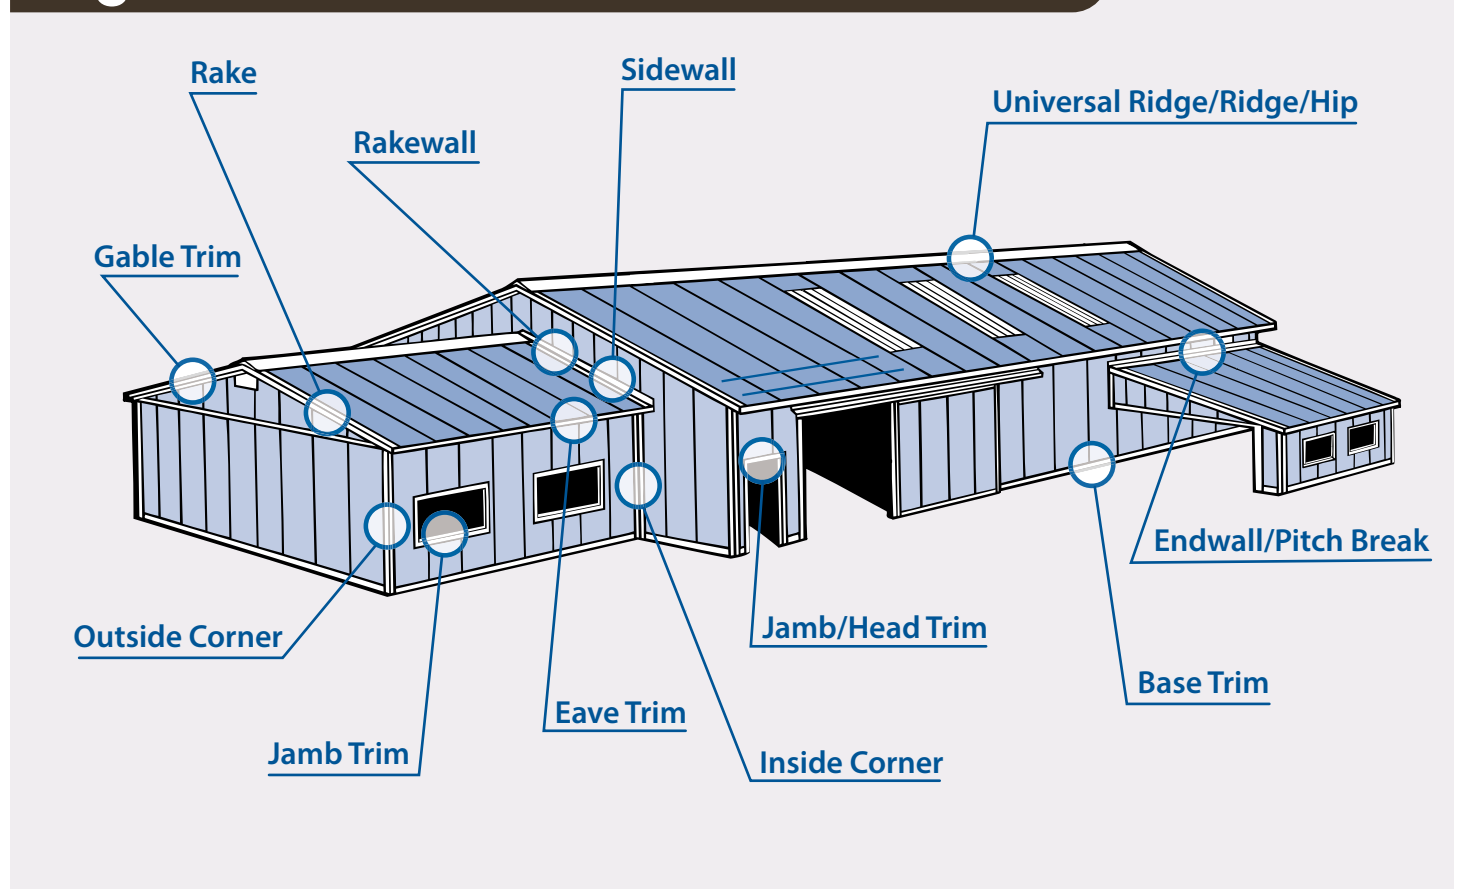 Rake
Sidewall
Universal Ridge/Ridge/Hip
Rakewall
Gable Trim
Endwall/Pitch Break
Outside Corner
Jamb/Head Trim
Base Trim
Eave Trim
Jamb Trim
Inside Corner